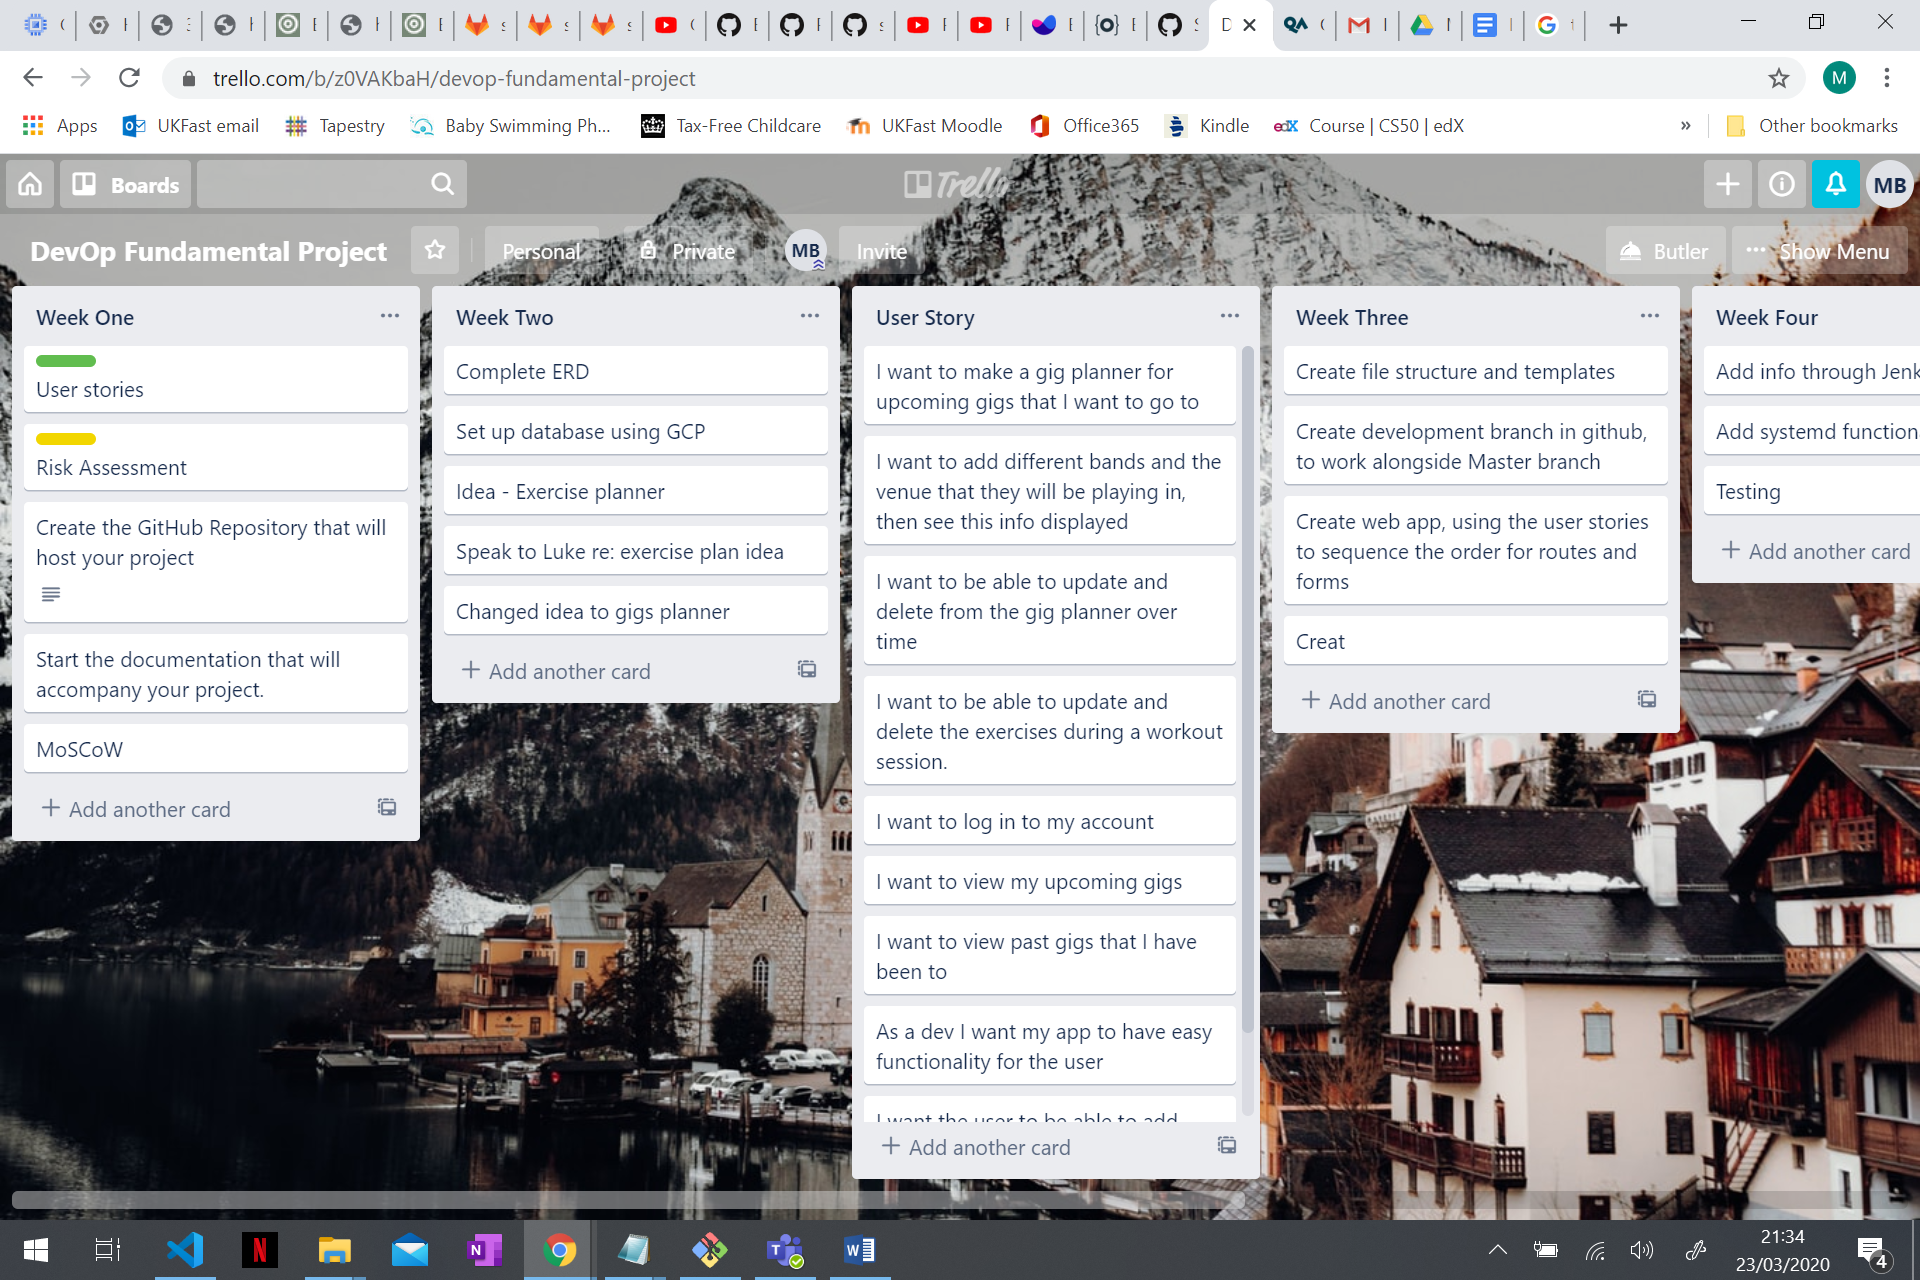 trello.com/b/z0VAKbaH/devop-fundamental-project
M
Apps UKFast email Tapestry Baby Swimming Ph... Tax-Free Childcare UKFast Moodle Office365 Kindle edX Course | CS50 | edX » Other bookmarks
Boards
Trello
MB
DevOp Fundamental Project Personal Private MB Invite Butler ... Show Menu
Week One
User stories
Risk Assessment
Create the GitHub Repository that will
host your project
Start the documentation that will
accompany your project.
MoSCoW
+ Add another card
Week Two
Complete ERD
Set up database using GCP
Idea - Exercise planner
Speak to Luke re: exercise plan idea
Changed idea to gigs planner
+ Add another card
User Story
I want to make a gig planner for
upcoming gigs that I want to go to
I want to add different bands and the
venue that they will be playing in,
then see this info displayed
I want to be able to update and
delete from the gig planner over
time
I want to be able to update and
delete the exercises during a workout
session.
I want to log in to my account
I want to view my upcoming gigs
I want to view past gigs that I have
been to
As a dev I want my app to have easy
functionality for the user
I want the user to be able to add
+ Add another card
Week Three
Create file structure and templates
Create development branch in github,
to work alongside Master branch
Create web app, using the user stories
to sequence the order for routes and
forms
Creat
+ Add another card
Week Four
Add info through Jenk
Add systemd function
Testing
+ Add another card
21:34
23/03/2020
4